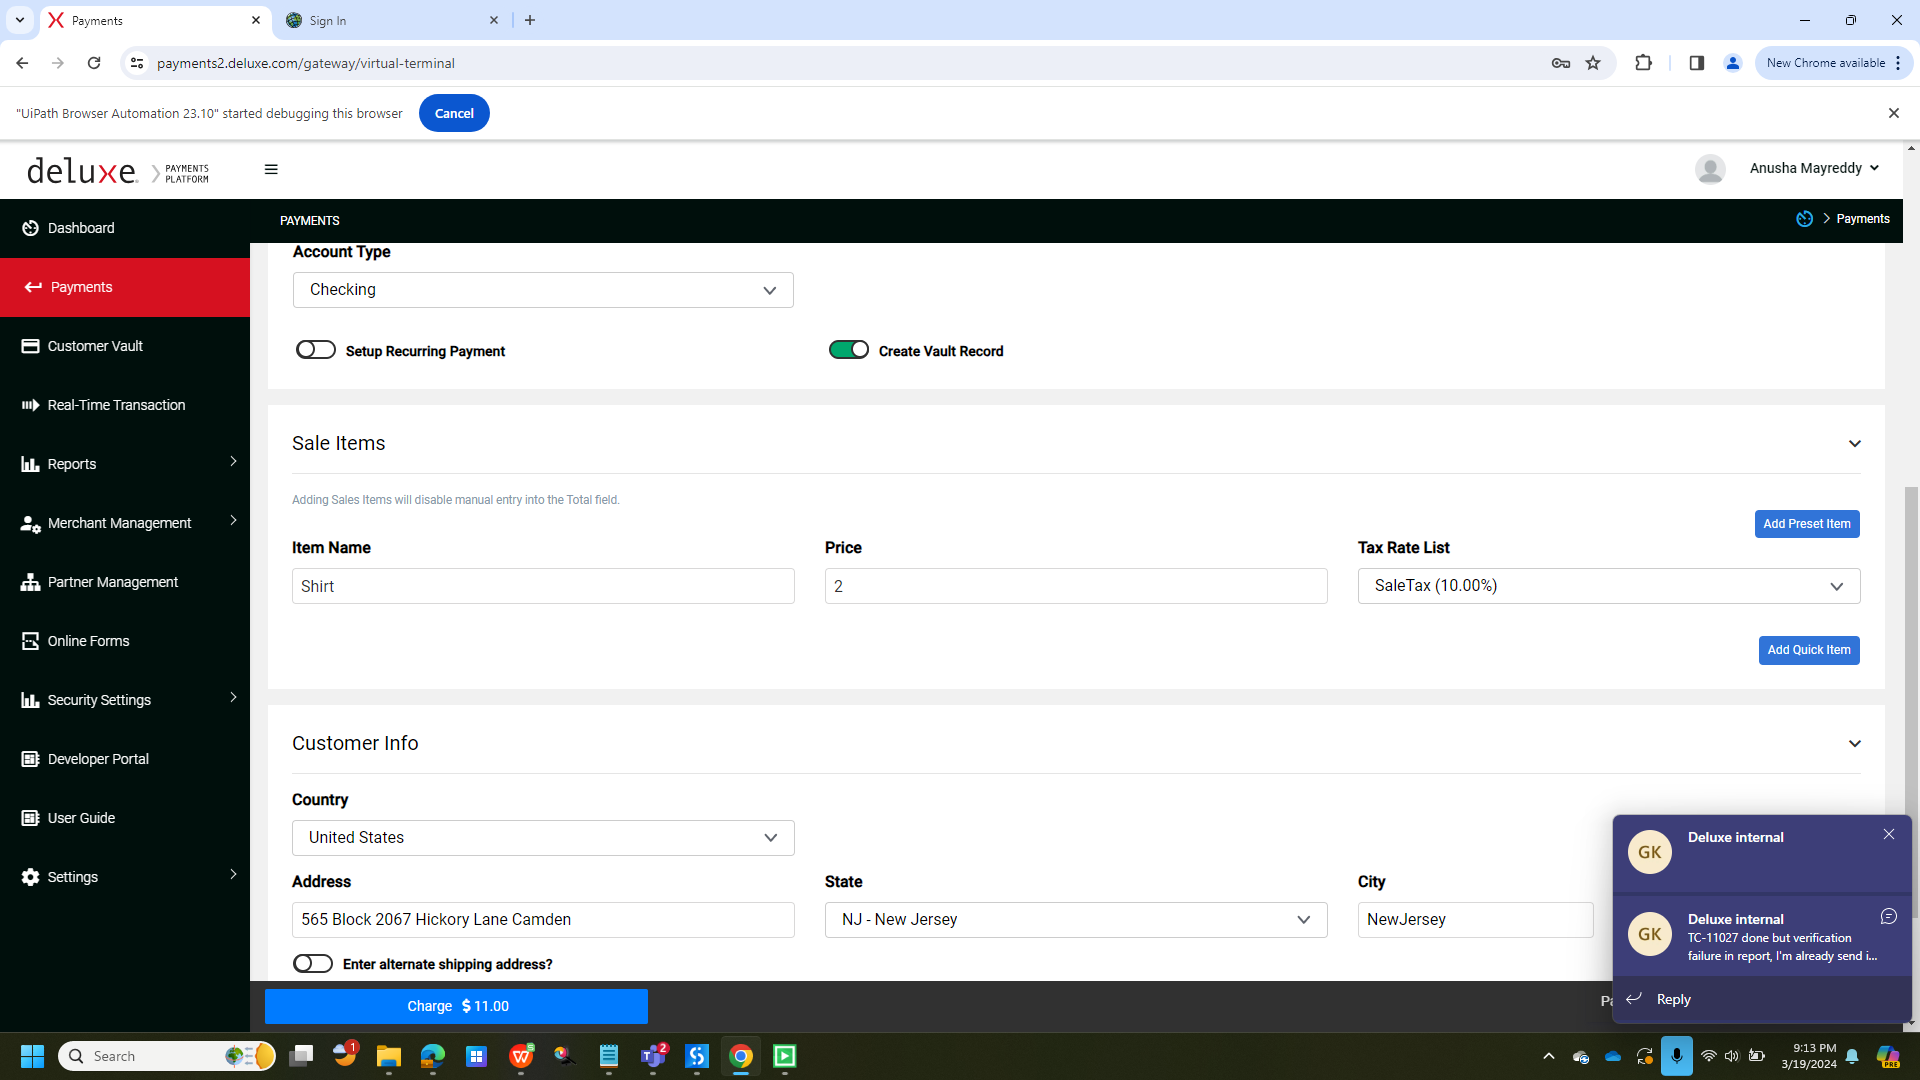 Payments
Sign In
payments2.deluxe.com/gateway/virtual-terminal
New Chrome available
"UiPath Browser Automation 23.10" started debugging this browser
Cancel
deluxe.
PAYMENTS
PLATFORM
Anusha Mayreddy
Dashboard
Payments
Customer Vault
Real-Time Transaction
Reports
Merchant Management
Partner Management
Online Forms
Security Settings
Developer Portal
User Guide
Settings
PAYMENTS
Payments
Account Type
Checking
Setup Recurring Payment
Create Vault Record
Sale Items
Adding Sales Items will disable manual entry into the Total field.
Add Preset Item
Item Name
Price
Tax Rate List
Shirt
2
SaleTax (10.00%)
Add Quick Item
Customer Info
Country
United States
Address
State
City
565 Block 2067 Hickory Lane Camden
NJ - New Jersey
NewJersey
Enter alternate shipping address?
Charge $ 11.00
GK
Deluxe internal
GK
Deluxe internal
TC-11027 done but verification
failure in report, I'm already send i...
Reply
Search
1
2
9:13 PM
3/19/2024
PRE